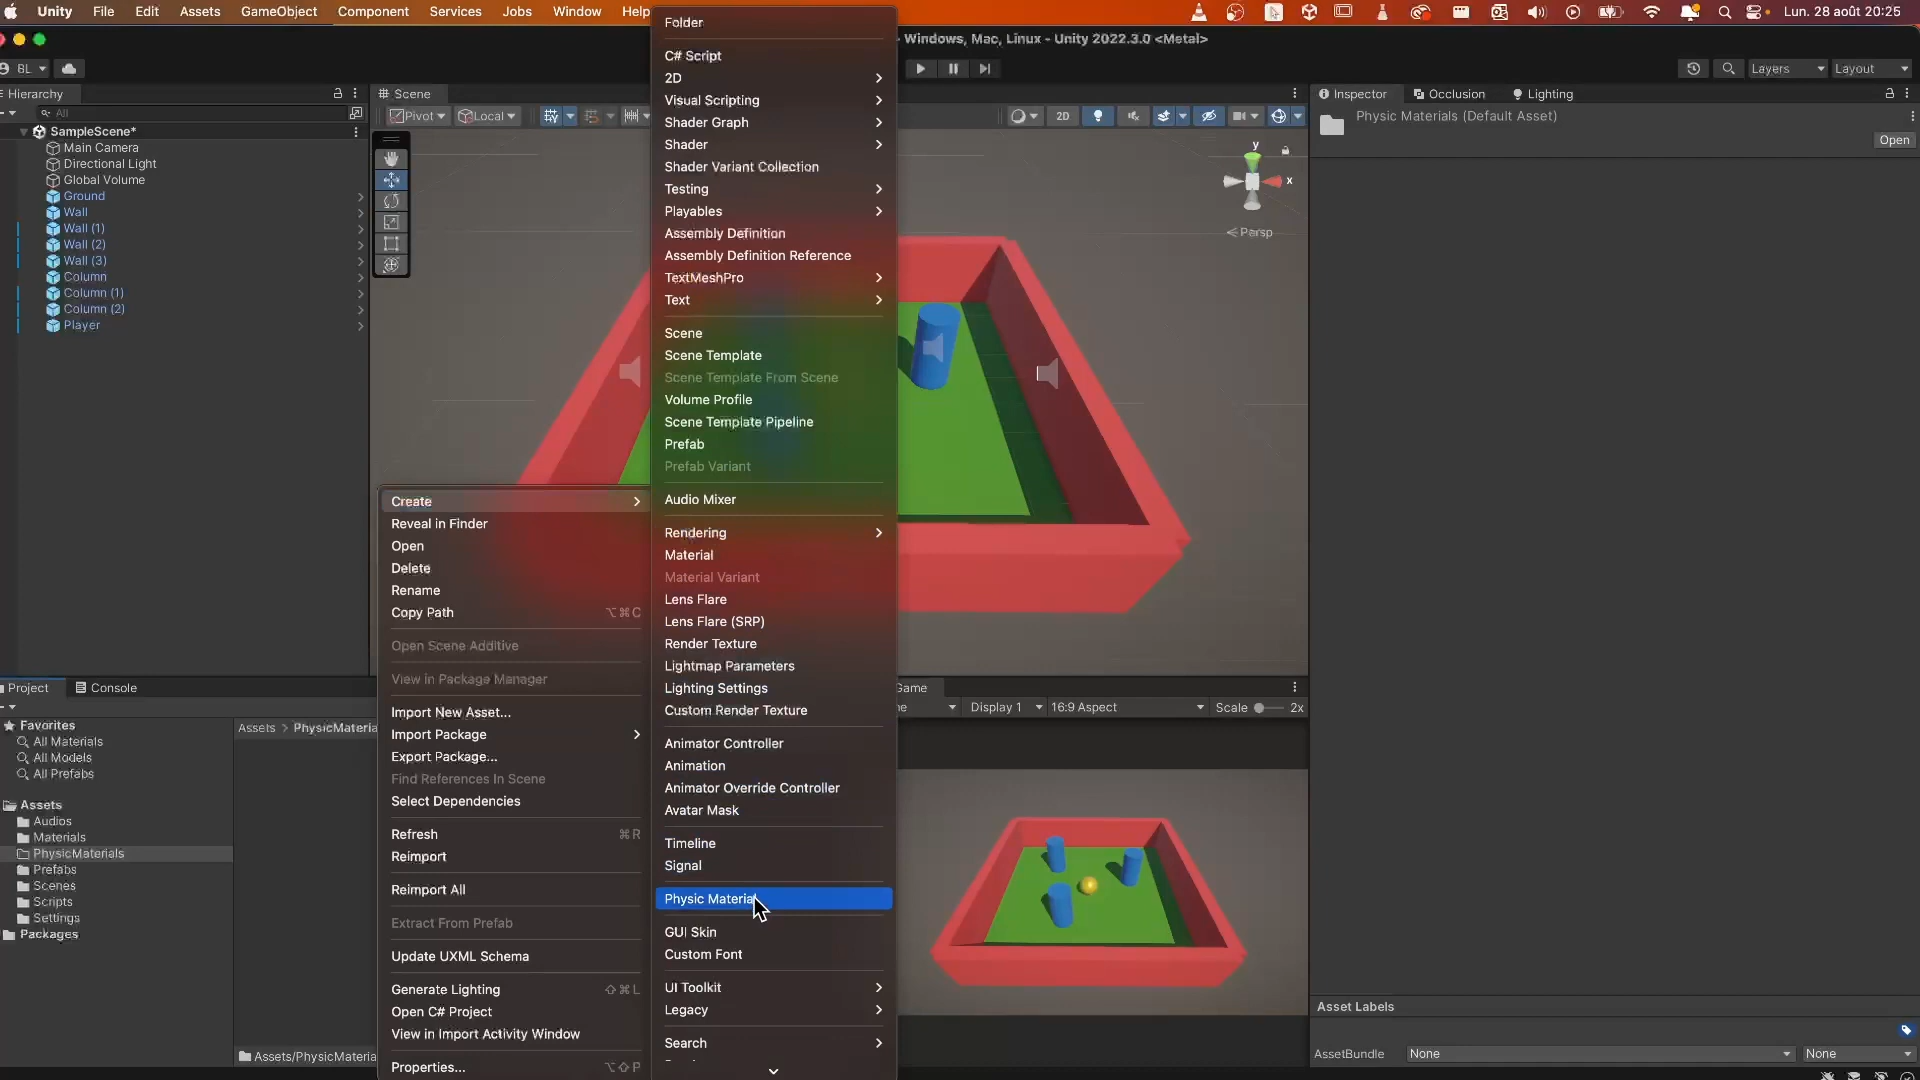 Unity File Edit Assets GameObject Component Services Jobs Window Help
Lun. 28 août 20:25
- Windows, Mac, Linux - Unity 2022.3.0 <Metal>
BL
Layers
Layout
Hierarchy
All
SampleScene*
Main Camera
Directional Light
Global Volume
Ground
Wall
Wall (1)
Wall (2)
Wall (3)
Column
Column (1)
Column (2)
Player
Scene
Pivot
Local
2D
y
x
Persp
Inspector
Occlusion
Lighting
Physic Materials (Default Asset)
Open
Create
Reveal in Finder
Open
Delete
Rename
Copy Path ⌥⌘C
Open Scene Additive
View in Package Manager
Import New Asset...
Import Package
Export Package...
Find References In Scene
Select Dependencies
Refresh ⌘R
Reimport
Reimport All
Extract From Prefab
Update UXML Schema
Generate Lighting ⇧⌘L
Open C# Project
View in Import Activity Window
Properties... ⌥⇧P
Folder
C# Script
2D
Visual Scripting
Shader Graph
Shader
Shader Variant Collection
Testing
Playables
Assembly Definition
Assembly Definition Reference
TextMeshPro
Text
Scene
Scene Template
Scene Template From Scene
Volume Profile
Scene Template Pipeline
Prefab
Prefab Variant
Audio Mixer
Rendering
Material
Material Variant
Lens Flare
Lens Flare (SRP)
Render Texture
Lightmap Parameters
Lighting Settings
Custom Render Texture
Animator Controller
Animation
Animator Override Controller
Avatar Mask
Timeline
Signal
Physic Material
GUI Skin
Custom Font
UI Toolkit
Legacy
Search
Project
Console
Favorites
All Materials
All Models
All Prefabs
Assets
Audios
Materials
PhysicMaterials
Prefabs
Scenes
Scripts
Settings
Packages
Assets > PhysicMateria
Assets/PhysicMateria
Game
Display 1
16:9 Aspect
Scale
2x
Asset Labels
AssetBundle
None
None